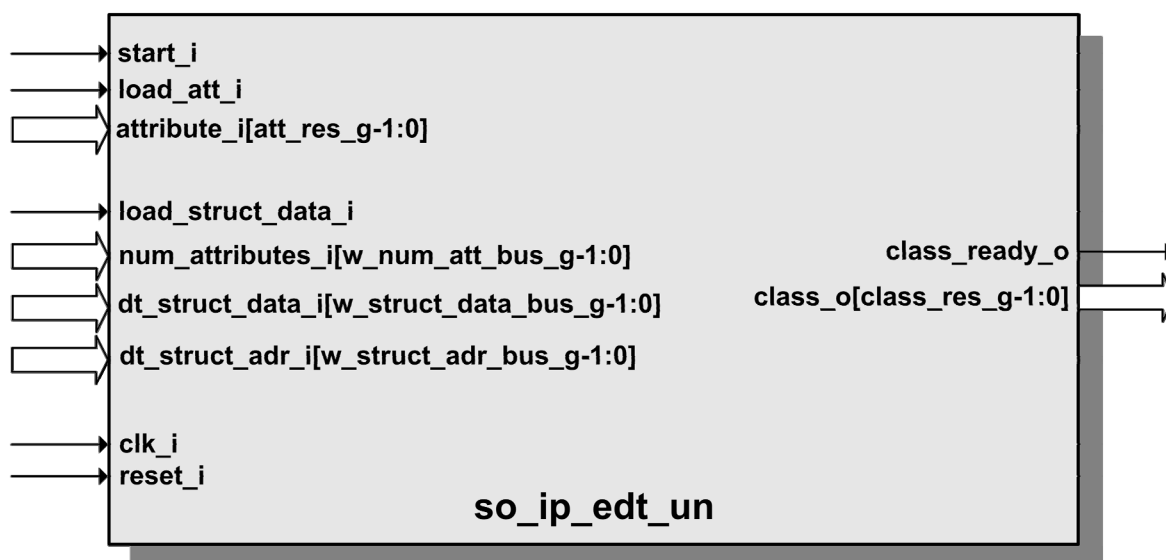 start_i
load_att_i
attribute_i[att_res_g-1:0]
load_struct_data_i
num_attributes_i[w_num_att_bus_g-1:0]
class_ready_o
dt_struct_data_i[w_struct_data_bus_g-1:0]
class_o[class_res_g-1:0]
dt_struct_adr_i[w_struct_adr_bus_g-1:0]
clk_i
reset_i
so_ip_edt_un